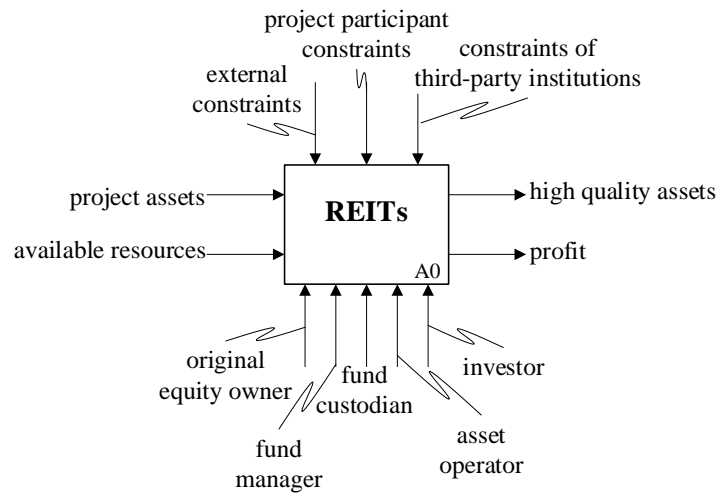 project participant
constraints
constraints of
third-party institutions
external
constraints
project assets
available resources
REITs
A0
high quality assets
profit
original
equity owner
fund
manager
fund
custodian
asset
operator
investor